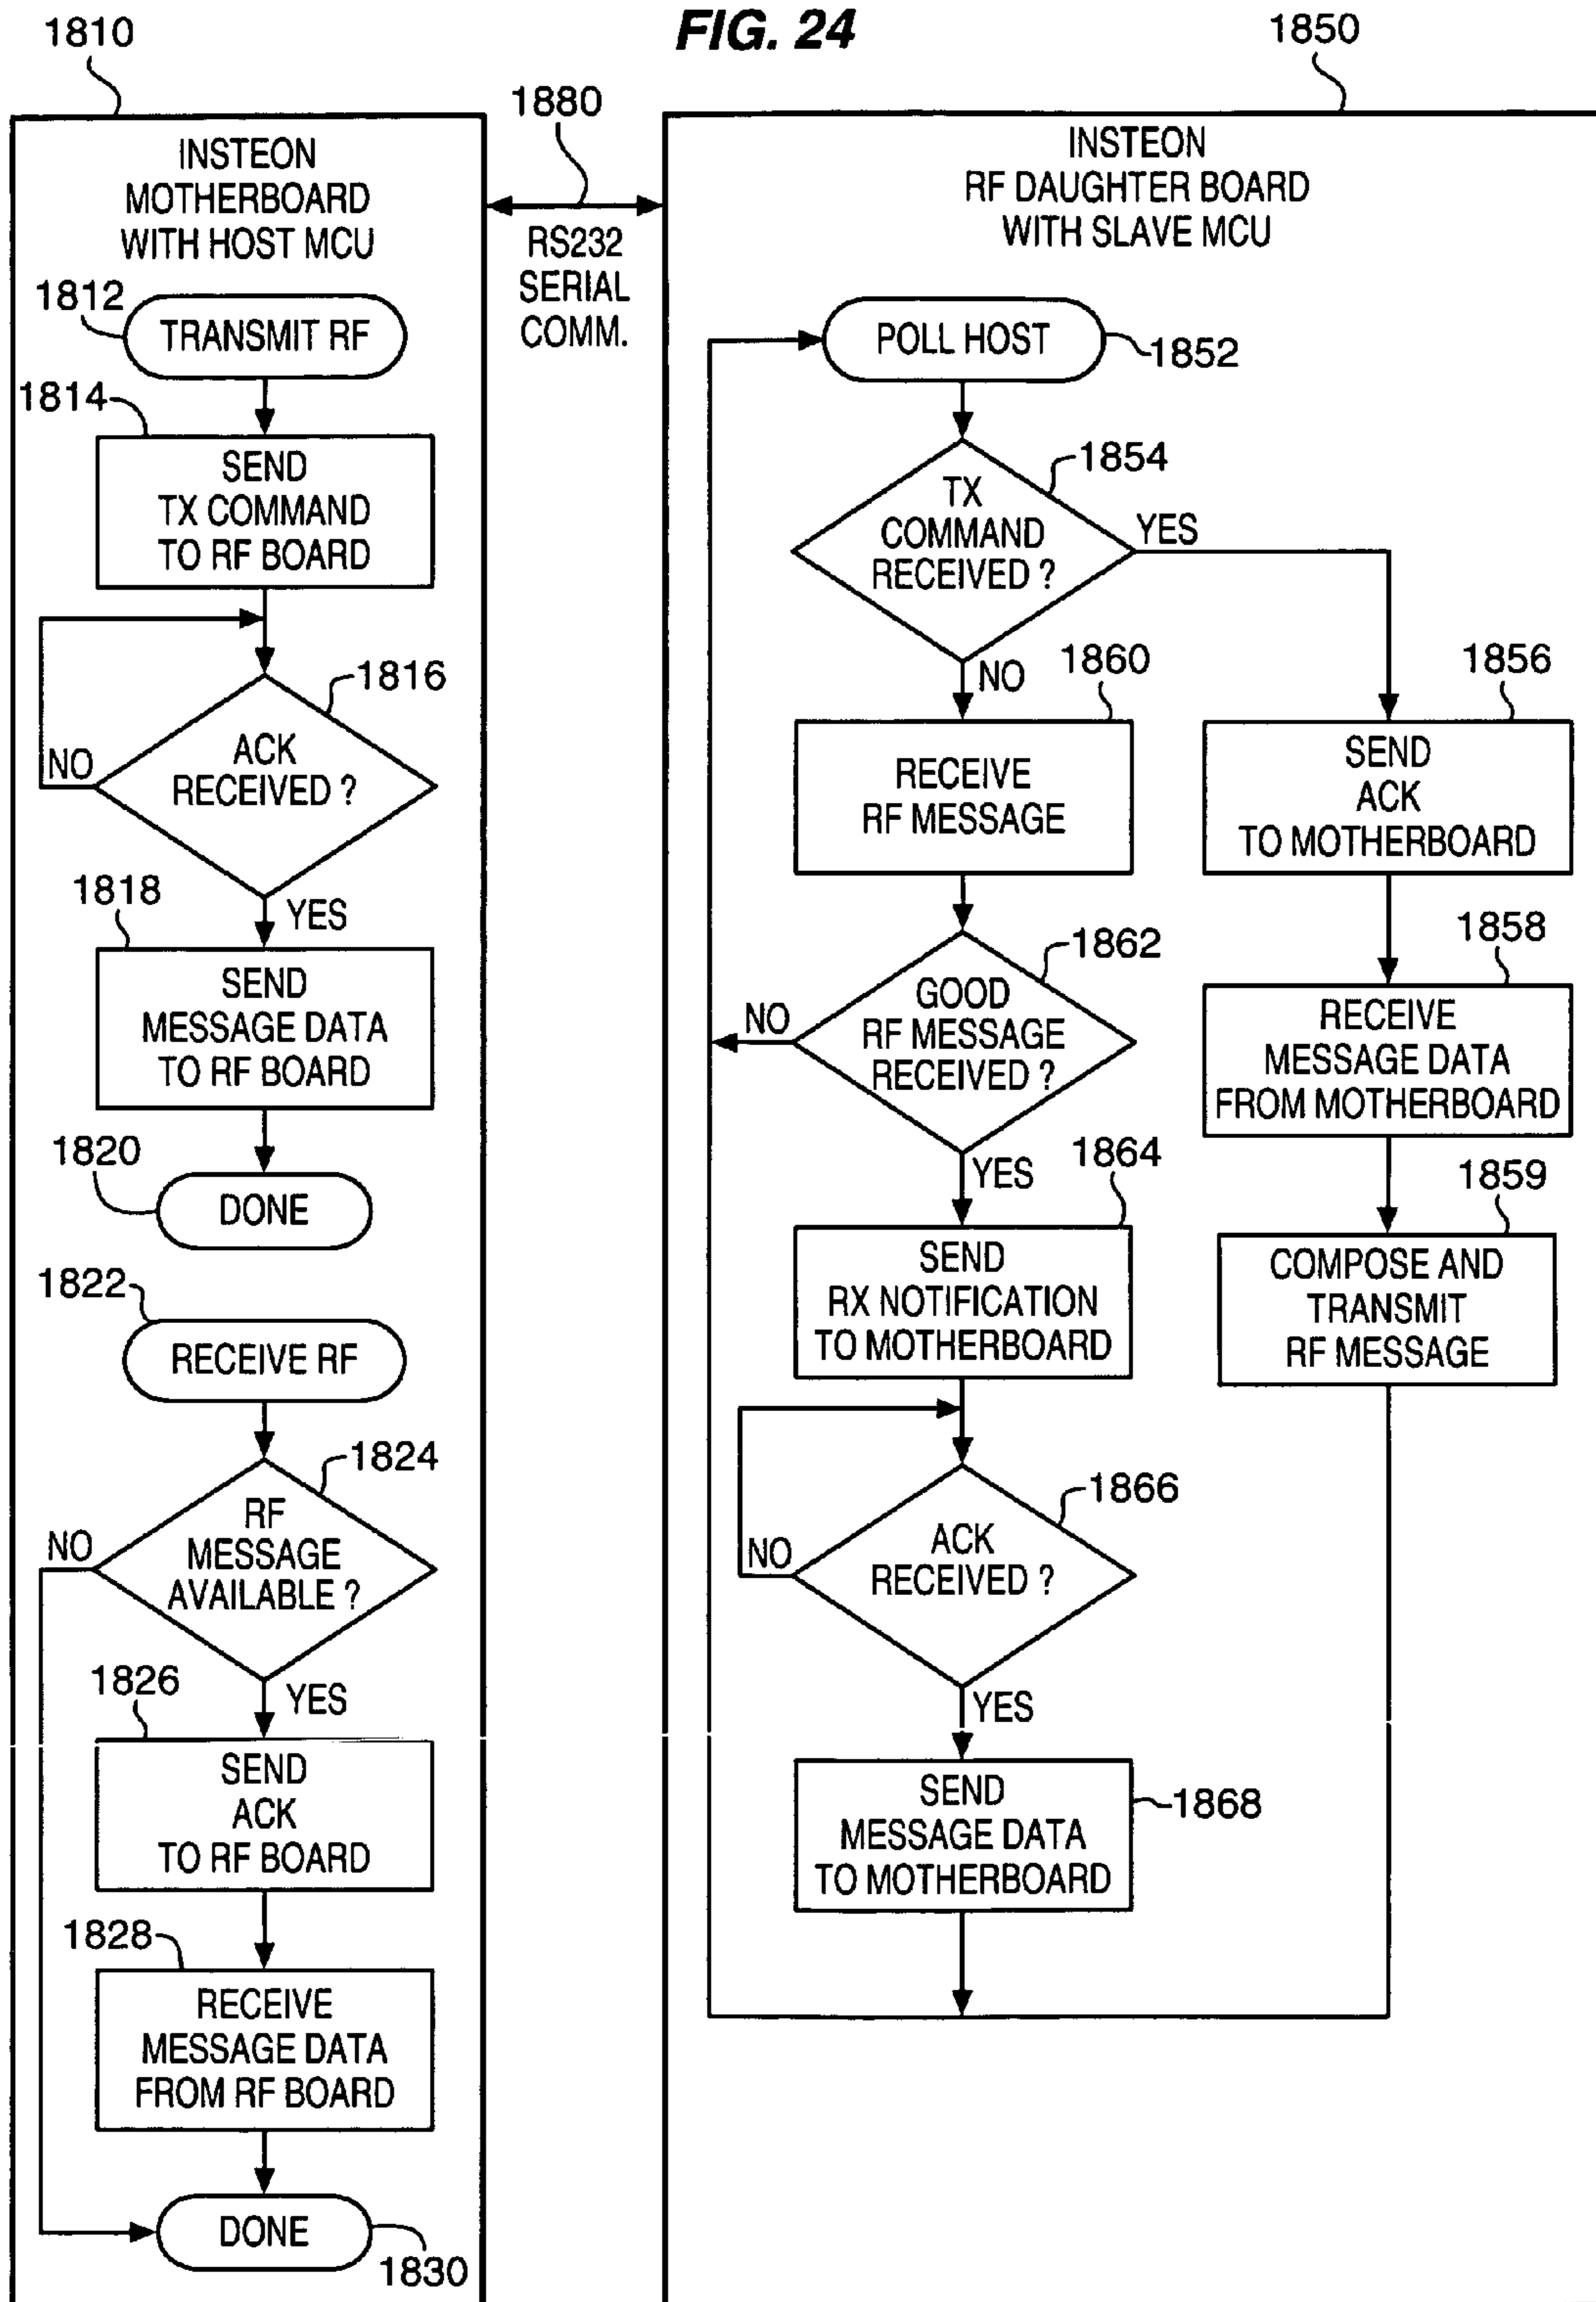 FIG. 24
1810
1880
1850
INSTEON
MOTHERBOARD
WITH HOST MCU
RS232
SERIAL
COMM.
INSTEON
RF DAUGHTER BOARD
WITH SLAVE MCU
1812
TRANSMIT RF
1814
SEND
TX COMMAND
TO RF BOARD
1816
ACK
RECEIVED ?
NO
YES
1818
SEND
MESSAGE DATA
TO RF BOARD
1820
DONE
1822
RECEIVE RF
1824
RF
MESSAGE
AVAILABLE ?
NO
YES
1826
SEND
ACK
TO RF BOARD
1828
RECEIVE
MESSAGE DATA
FROM RF BOARD
DONE
1830
POLL HOST
1852
1854
TX
COMMAND
RECEIVED ?
YES
NO
1860
RECEIVE
RF MESSAGE
1862
GOOD
RF MESSAGE
RECEIVED ?
NO
YES
1864
SEND
RX NOTIFICATION
TO MOTHERBOARD
1866
ACK
RECEIVED ?
NO
YES
SEND
MESSAGE DATA
TO MOTHERBOARD
1868
1856
SEND
ACK
TO MOTHERBOARD
1858
RECEIVE
MESSAGE DATA
FROM MOTHERBOARD
1859
COMPOSE AND
TRANSMIT
RF MESSAGE